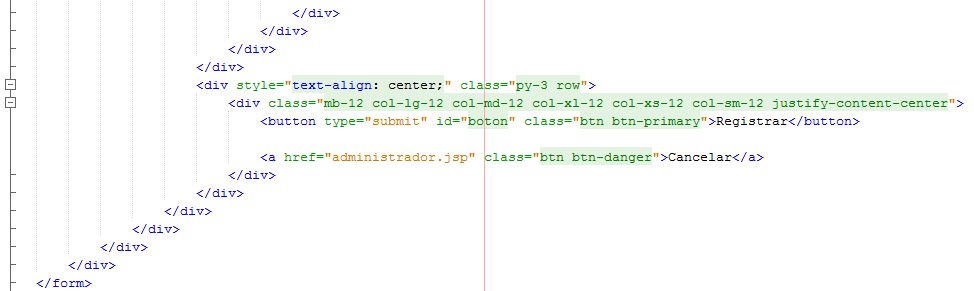 </div>
</div>
</div>
</div>
<div style="text-align: center;" class="py-3 row">
<div class="mb-12 col-lg-12 col-md-12 col-xl-12 col-xs-12 col-sm-12 justify-content-center">
<button type="submit" id="boton" class="btn btn-primary">Registrar</button>
<a href="administrador.jsp" class="btn btn-danger">Cancelar</a>
</div>
</div>
</div>
</div>
</div>
</div>
</form>